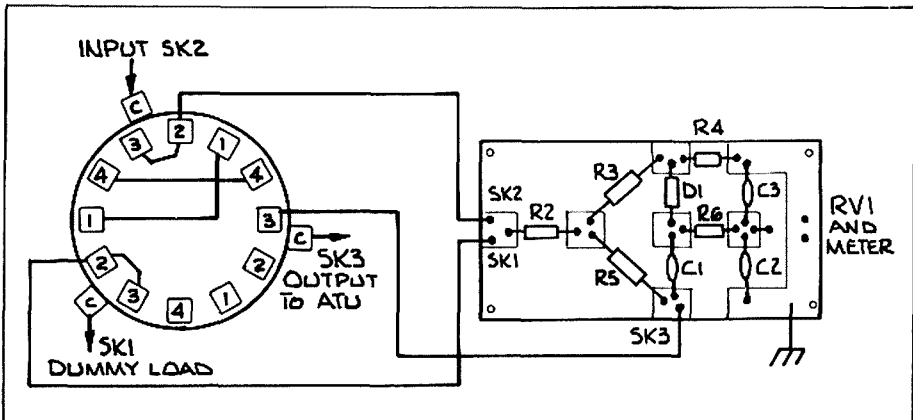 INPUT SK2
C
3
2
1
4
4
1
3
C
2
2
3
4
1
C
SK3
OUTPUT
TO ATU
SK1
DUMMY LOAD
R4
R3
D1
C3
SK2
R2
R6
SK1
R5
C1
C2
SK3
RV1
AND
METER